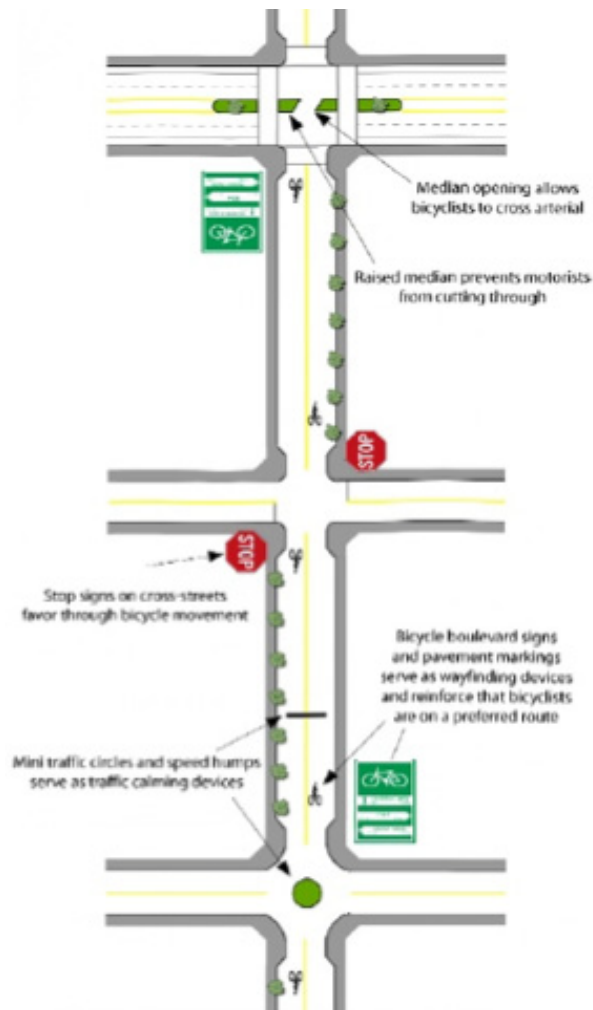 Median opening allows
bicyclists to cross arterial
Raised median prevents motorists
from cutting through
STOP
STOP
Stop signs on cross-streets
favor through bicycle movement
Bicycle boulevard signs
and pavement markings
serve as wayfinding devices
and reinforce that bicyclists
are on a preferred route
Mini traffic circles and speed humps
serve as traffic calming devices